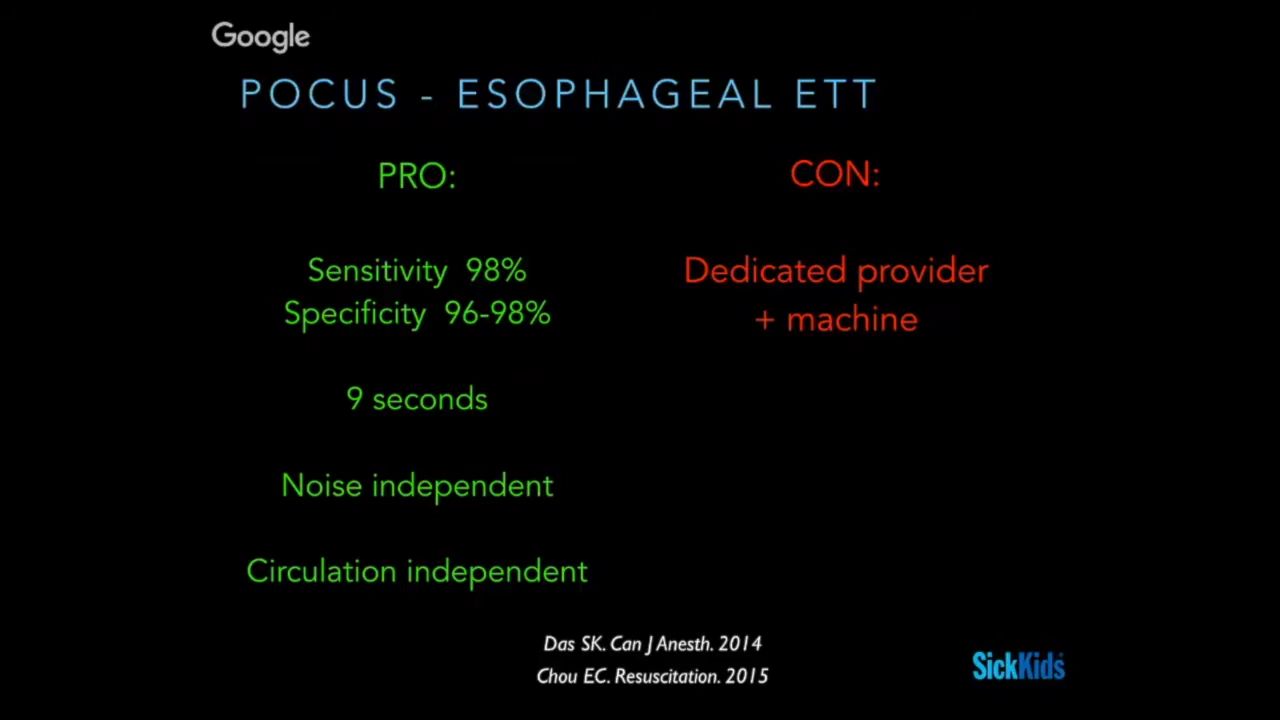 Google
POCUS - ESOPHAGEAL ETT
PRO:
CON:
Sensitivity 98%
Specificity 96-98%
9 seconds
Noise independent
Circulation independent
Dedicated provider
+ machine
Das SK. Can J Anesth. 2014
Chou EC. Resuscitation. 2015
SickKids